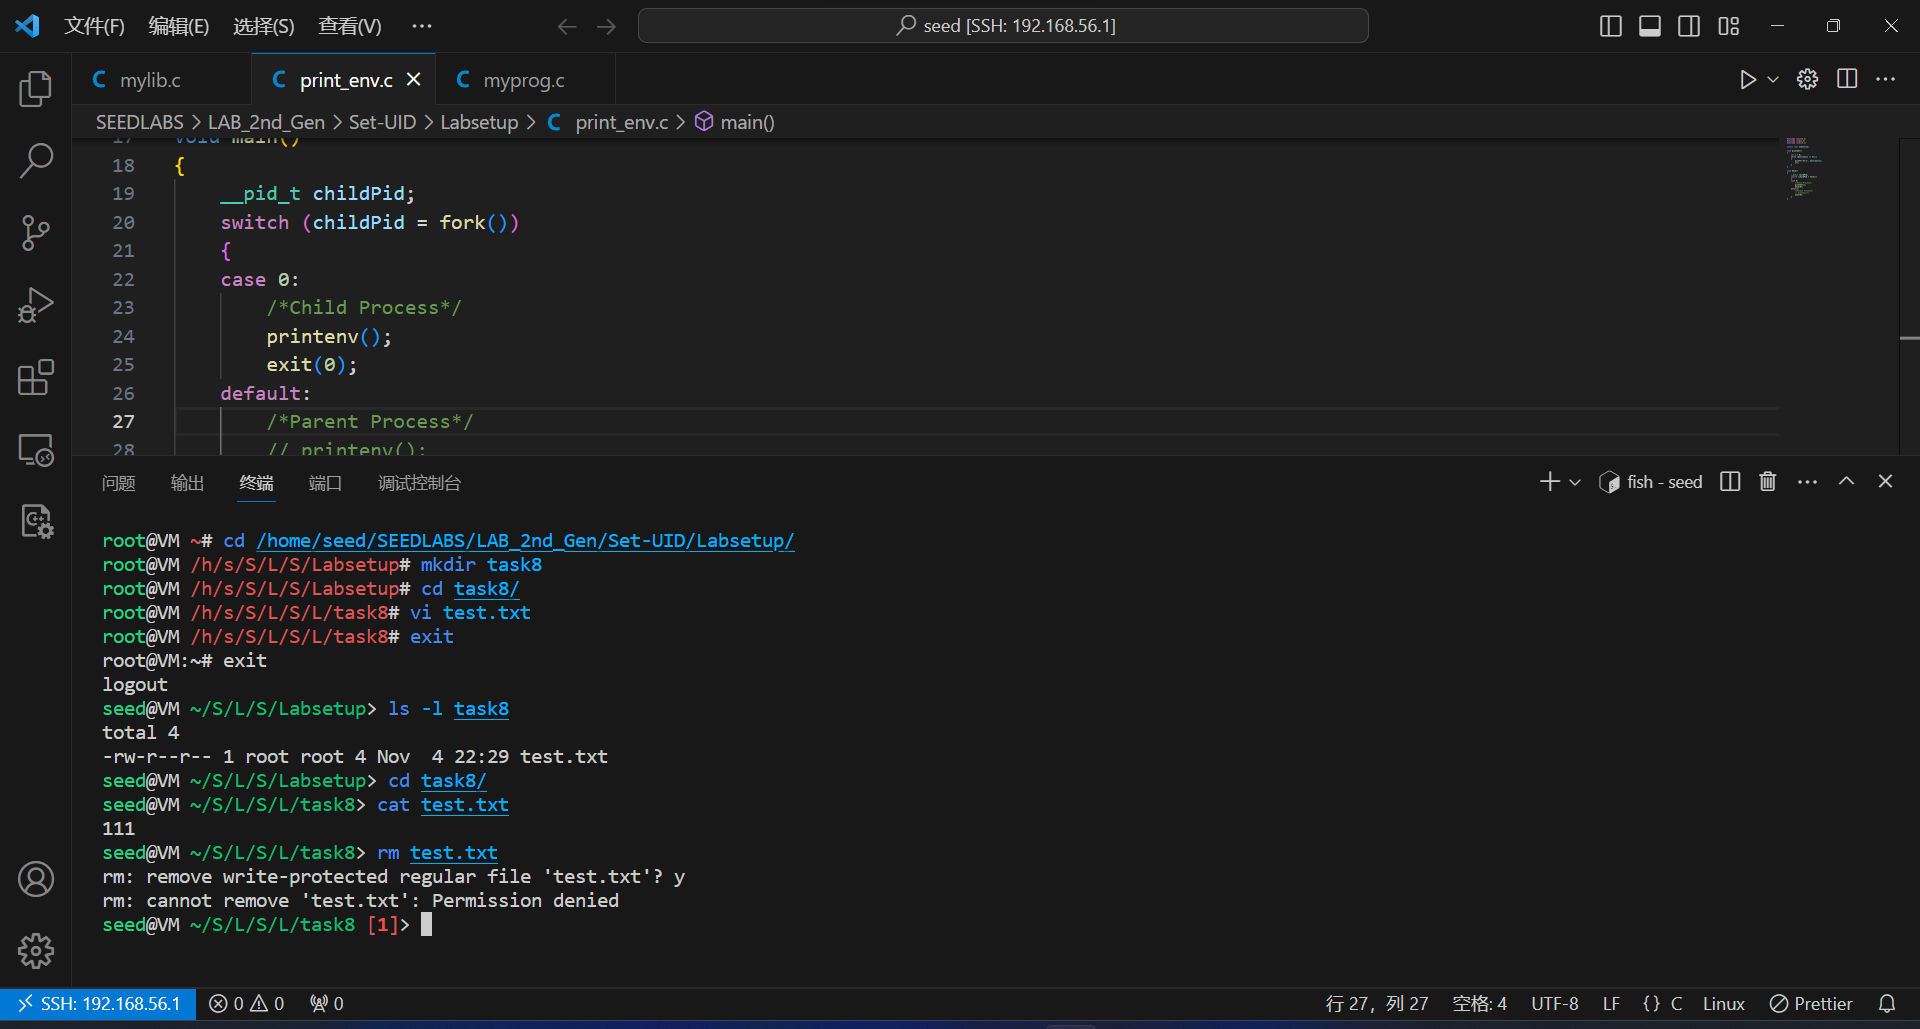 文件(F) 编辑(E) 选择(S) 查看(V) ··· seed [SSH: 192.168.56.1]
mylib.c print_env.c myprog.c
SEEDLABS > LAB_2nd_Gen > Set-UID > Labsetup > C print_env.c > main()
17 void main()
18 {
19 __pid_t childPid;
20 switch (childPid = fork())
21 {
22 case 0:
23 /*Child Process*/
24 printenv();
25 exit(0);
26 default:
27 /*Parent Process*/
28 // printenv();
问题 输出 终端 端口 调试控制台 fish - seed
root@VM ~# cd /home/seed/SEEDLABS/LAB_2nd_Gen/Set-UID/Labsetup/
root@VM /h/s/S/L/S/Labsetup# mkdir task8
root@VM /h/s/S/L/S/Labsetup# cd task8/
root@VM /h/s/S/L/S/L/task8# vi test.txt
root@VM /h/s/S/L/S/L/task8# exit
root@VM:~# exit
logout
seed@VM ~/S/L/S/Labsetup> ls -l task8
total 4
-rw-r--r-- 1 root root 4 Nov  4 22:29 test.txt
seed@VM ~/S/L/S/Labsetup> cd task8/
seed@VM ~/S/L/S/L/task8> cat test.txt
111
seed@VM ~/S/L/S/L/task8> rm test.txt
rm: remove write-protected regular file 'test.txt'? y
rm: cannot remove 'test.txt': Permission denied
seed@VM ~/S/L/S/L/task8 [1]>
SSH: 192.168.56.1 0 0 0 行 27，列 27 空格: 4 UTF-8 LF {} C Linux Prettier